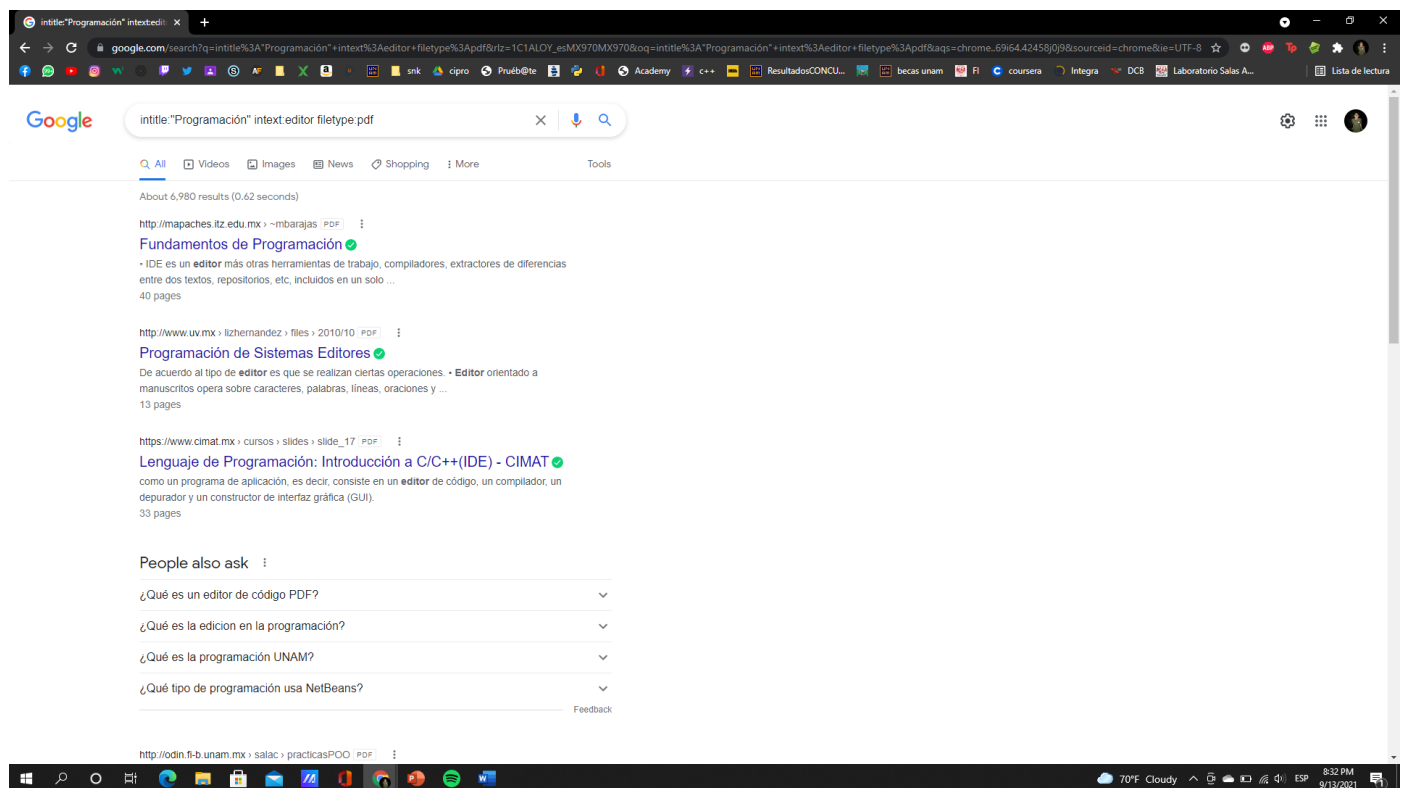 intitle:"Programación" intext:edit
google.com/search?q=intitle%3A"Programación"+intext%3Aeditor+filetype%3Apdf&rlz=1C1ALOY_esMX970MX970&oq=intitle%3A"Programación"+intext%3Aeditor+filetype%3Apdf&aqs=chrome..69i64.42458j0j9&sourceid=chrome&ie=UTF-8
snk cipro Pruéb@te Academy c++ ResultadosCONCU... becas unam FI coursera Integra DCB Laboratorio Salas A... Lista de lectura
Google
intitle:"Programación" intext:editor filetype:pdf
All Videos Images News Shopping More Tools
About 6,980 results (0.62 seconds)
http://mapaches.itz.edu.mx › ~mbarajas PDF
Fundamentos de Programación
• IDE es un editor más otras herramientas de trabajo, compiladores, extractores de diferencias
entre dos textos, repositorios, etc, incluidos en un solo ...
40 pages
http://www.uv.mx › lizhernandez › files › 2010/10 PDF
Programación de Sistemas Editores
De acuerdo al tipo de editor es que se realizan ciertas operaciones. • Editor orientado a
manuscritos opera sobre caracteres, palabras, líneas, oraciones y ...
13 pages
https://www.cimat.mx › cursos › slides › slide_17 PDF
Lenguaje de Programación: Introducción a C/C++(IDE) - CIMAT
como un programa de aplicación, es decir, consiste en un editor de código, un compilador, un
depurador y un constructor de interfaz gráfica (GUI).
33 pages
People also ask
¿Qué es un editor de código PDF?
¿Qué es la edicion en la programación?
¿Qué es la programación UNAM?
¿Qué tipo de programación usa NetBeans?
Feedback
http://odin.fi-b.unam.mx › salac › practicasPOO PDF
70°F Cloudy ESP 8:32 PM
9/13/2021